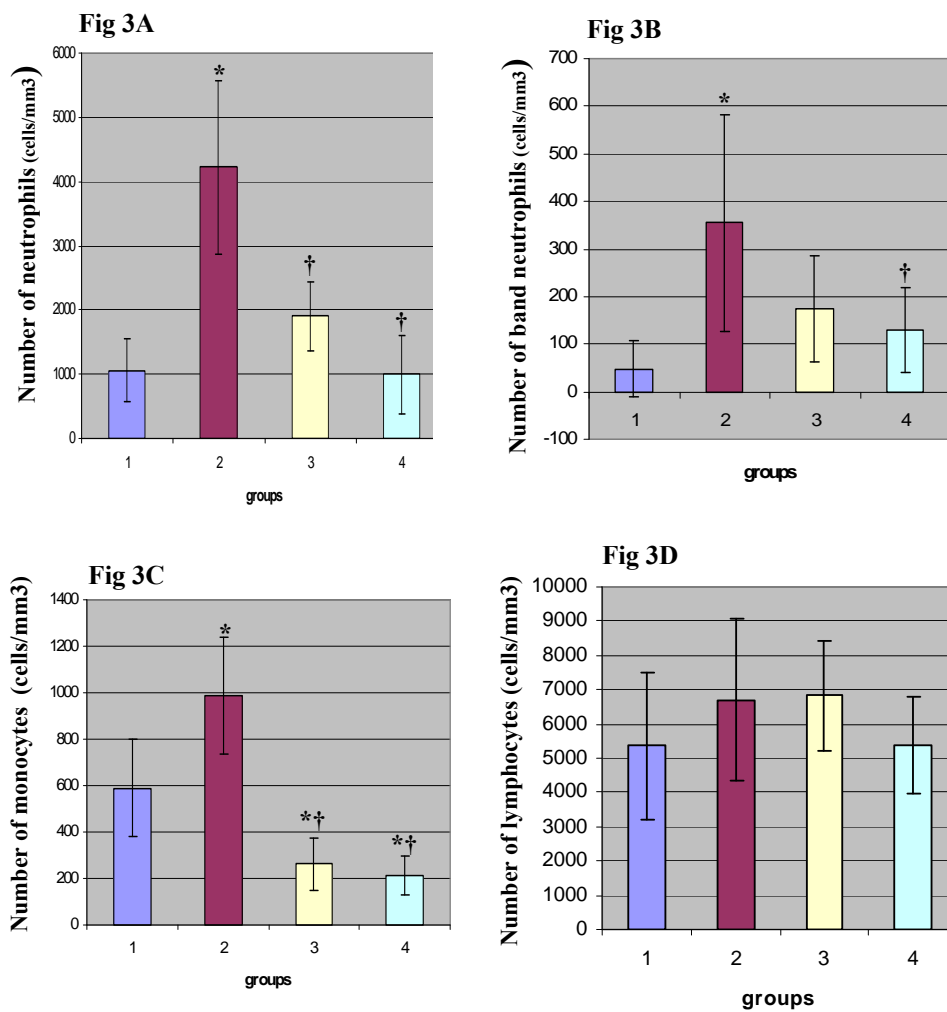 Fig 3A
Number of neutrophils (cells/mm3)
6000
5000
4000
3000
2000
1000
0
*
†
†
1 2 3 4
groups
Fig 3B
Number of band neutrophils (cells/mm3)
700
600
500
400
300
200
100
0
-100
*
†
1 2 3 4
groups
Fig 3C
Number of monocytes (cells/mm3)
1400
1200
1000
800
600
400
200
0
*
*†
*†
1 2 3 4
groups
Fig 3D
Number of lymphocytes (cells/mm3)
10000
9000
8000
7000
6000
5000
4000
3000
2000
1000
0
1 2 3 4
groups